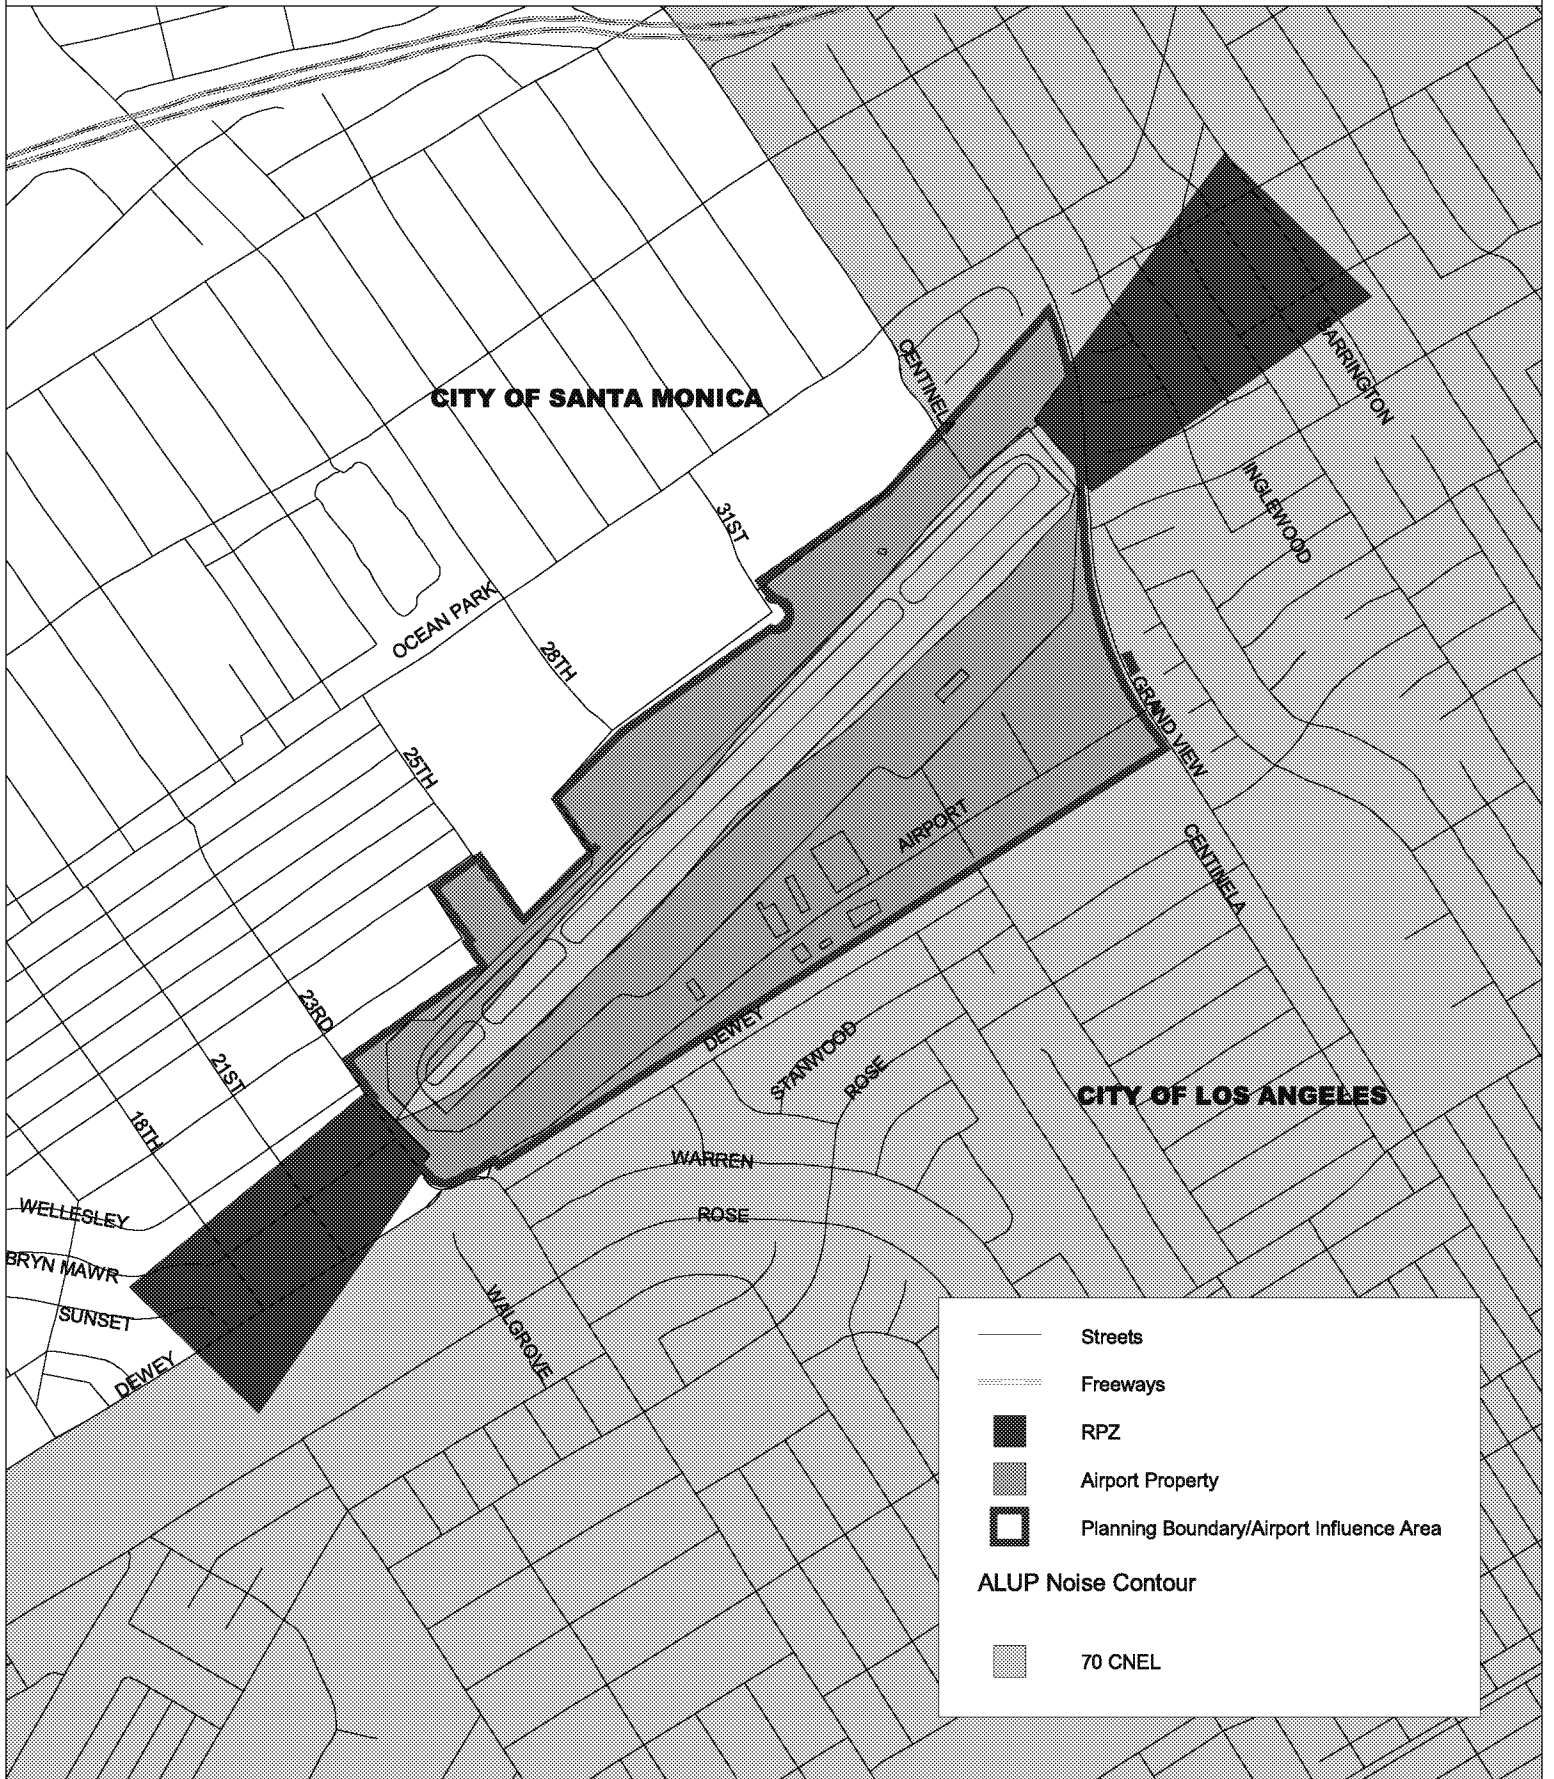 CENTINELA
BARRINGTON
CITY OF SANTA MONICA
INGLEWOOD
31ST
OCEAN PARK
28TH
GRAND VIEW
25TH
AIRPORT
CENTINELA
23RD
DEWEY
STANWOOD
ROSE
21ST
CITY OF LOS ANGELES
18TH
WARREN
WELLESLEY
ROSE
BRYN MAWR
SUNSET
WALGROVE
DEWEY
Streets
Freeways
RPZ
Airport Property
Planning Boundary/Airport Influence Area
ALUP Noise Contour
70 CNEL